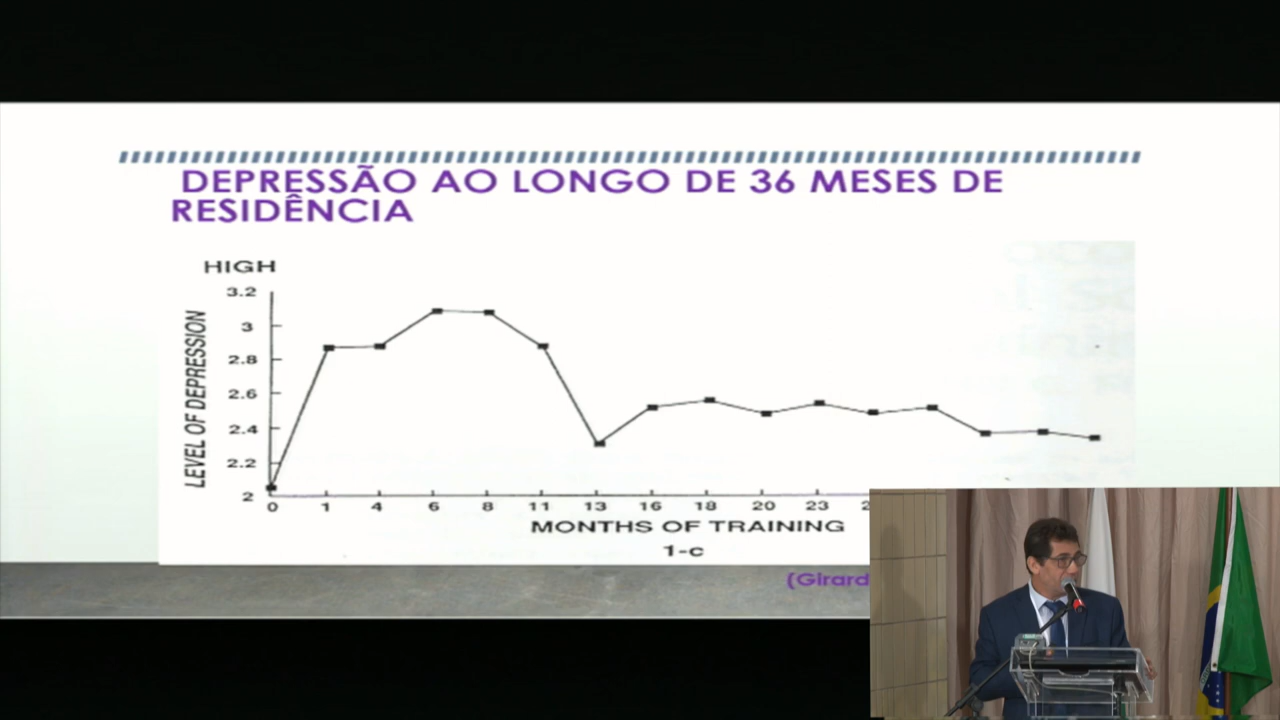 DEPRESSÃO AO LONGO DE 36 MESES DE
RESIDÊNCIA
HIGH
LEVEL OF DEPRESSION
3.2
3
2.8
2.6
2.4
2.2
2
0 1 4 6 8 11 13 16 18 20 23
MONTHS OF TRAINING
1-c
(Girard